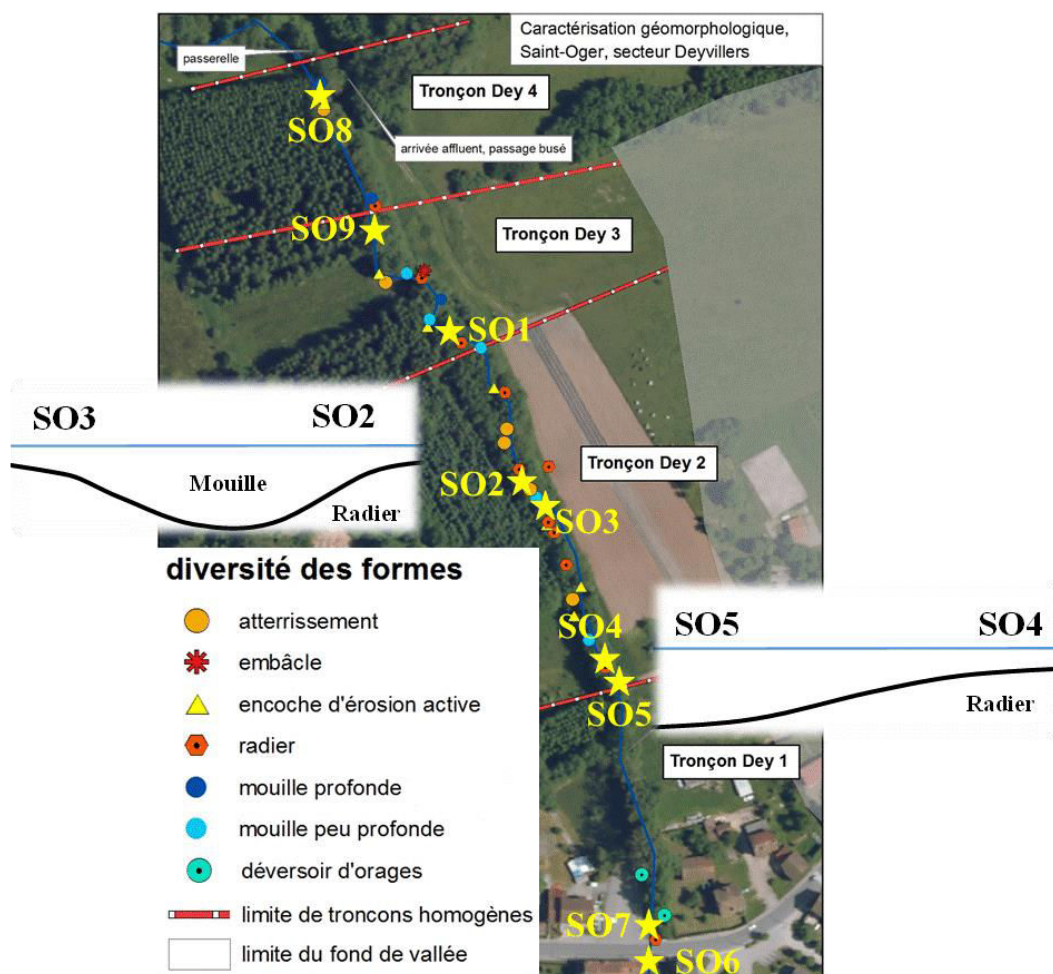 Caractérisation géomorphologique,
Saint-Oger, secteur Deyvillers
passerelle
Tronçon Dey 4
SO8
arrivée affluent, passage busé
SO9
Tronçon Dey 3
SO1
SO3
SO2
Mouille
Radier
Tronçon Dey 2
SO2
SO3
diversité des formes
atterrissement
embâcle
encoche d'érosion active
radier
mouille profonde
mouille peu profonde
déversoir d'orages
limite de troncons homogènes
limite du fond de vallée
SO4
SO5
SO5
SO4
Radier
Tronçon Dey 1
SO7
SO6